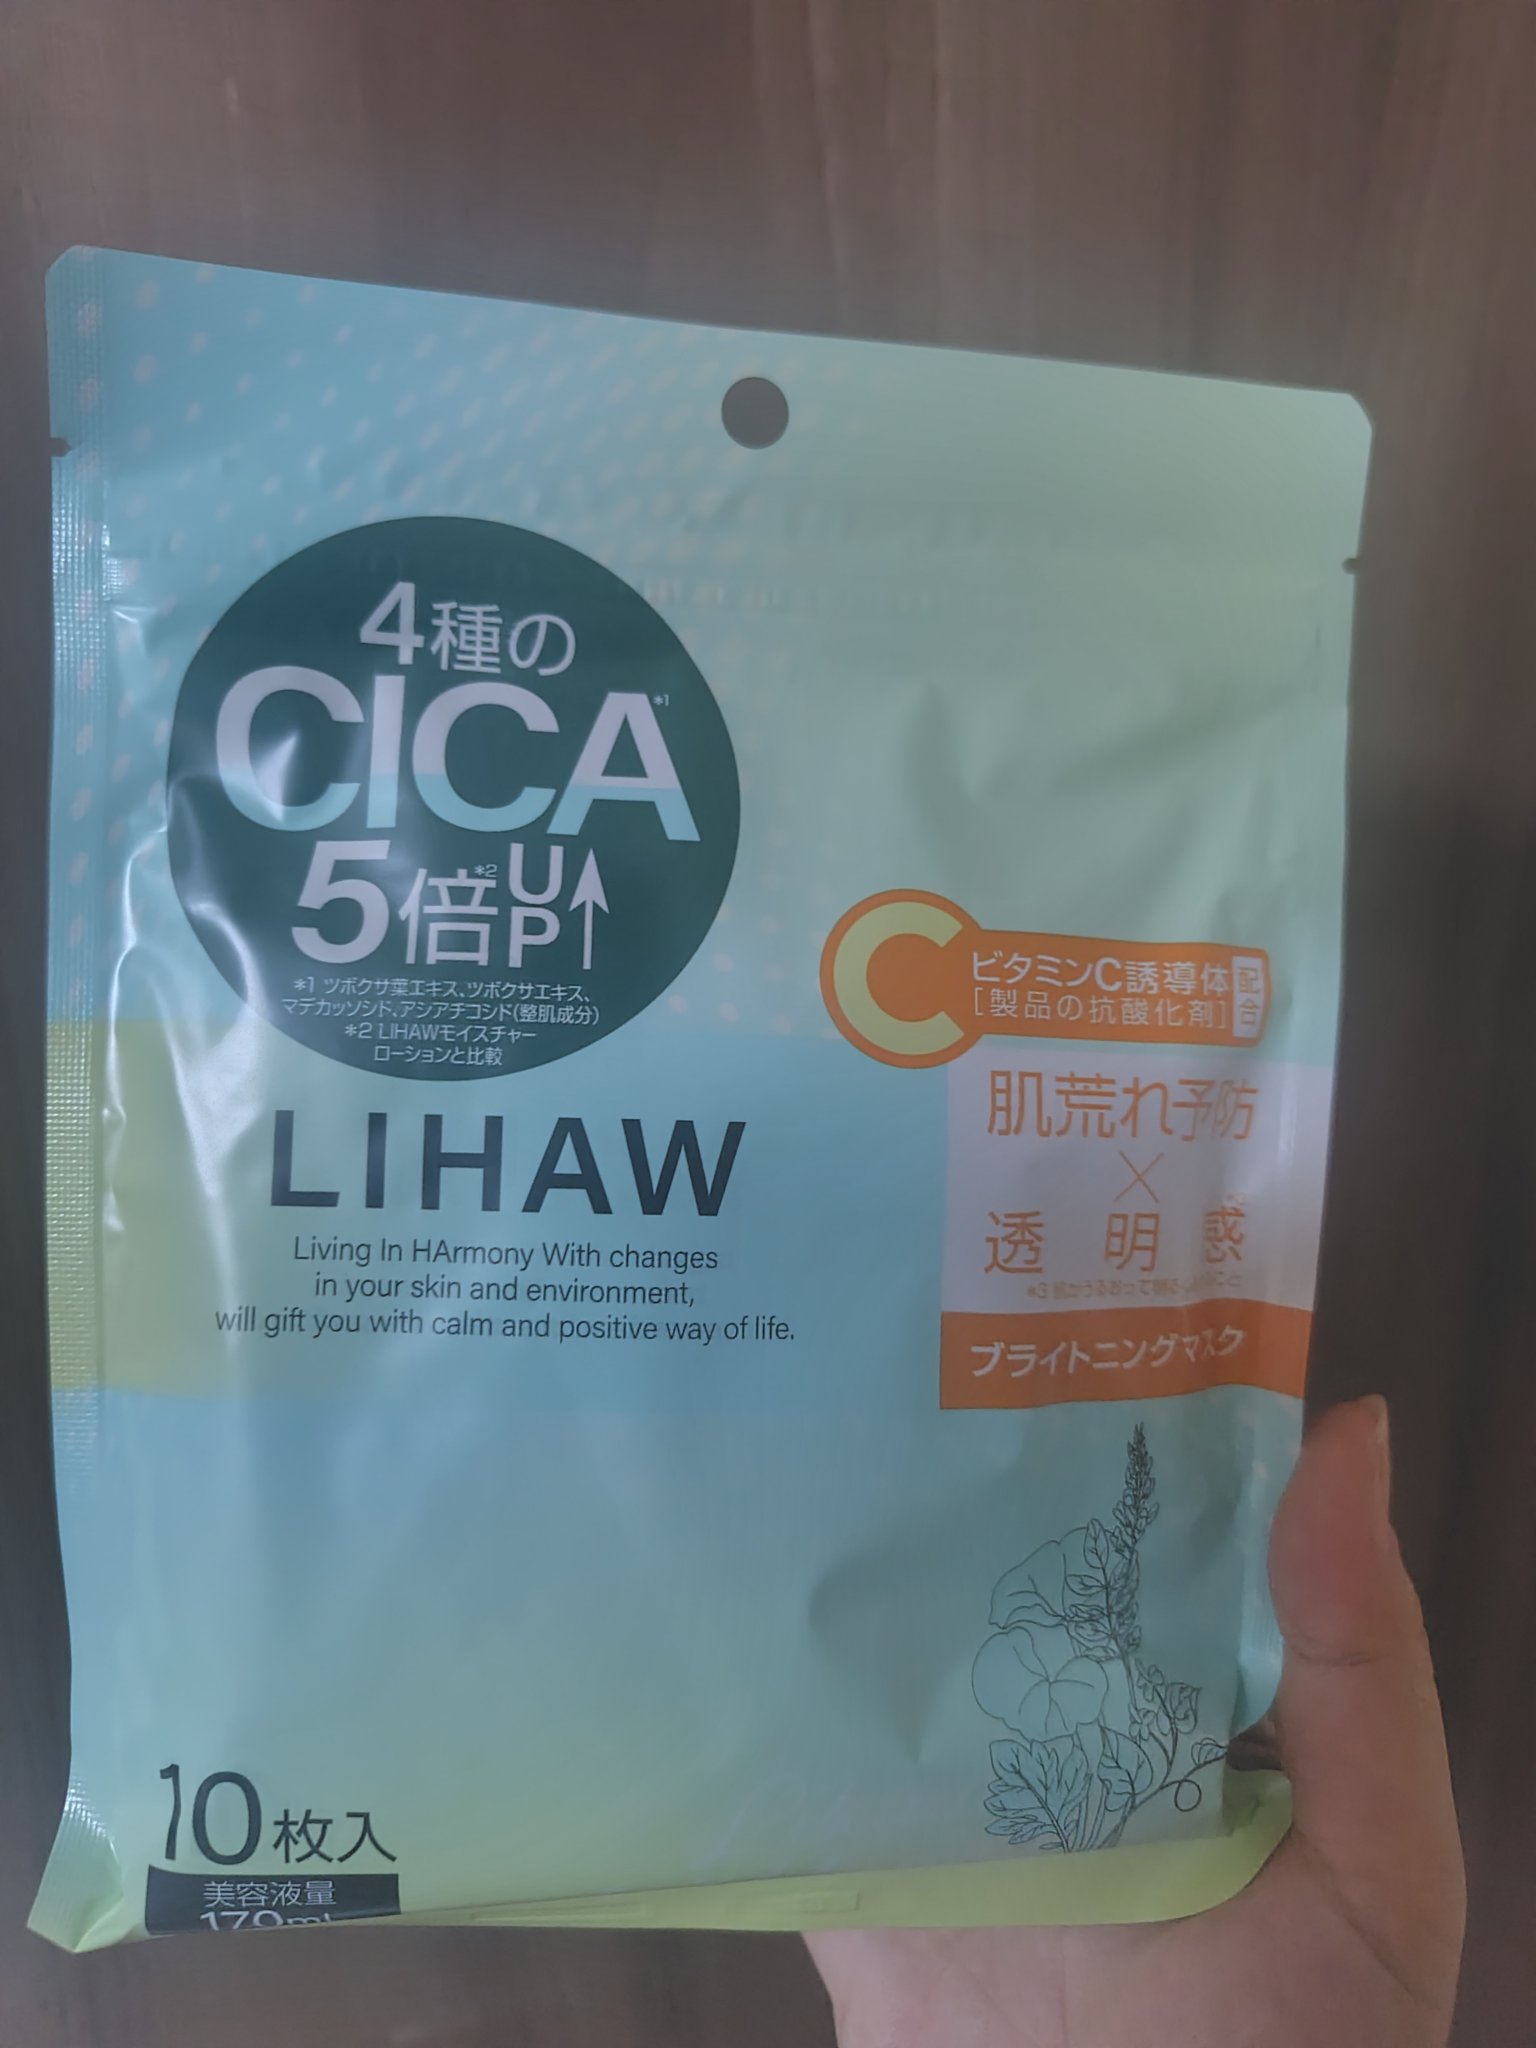 4種の
CICA*1
5倍*2 UP↑
*1 ツボクサ葉エキス、ツボクサエキス、
マデカッソシド、アシアチコシド(整肌成分)
*2 LIHAWモイスチャー
ローションと比較
LIHAW
Living In HArmony With changes
in your skin and environment,
will gift you with calm and positive way of life.
C
ビタミンC誘導体配合
[製品の抗酸化剤]
肌荒れ予防
×
透明感
ブライトニングマスク
10枚入
美容液量